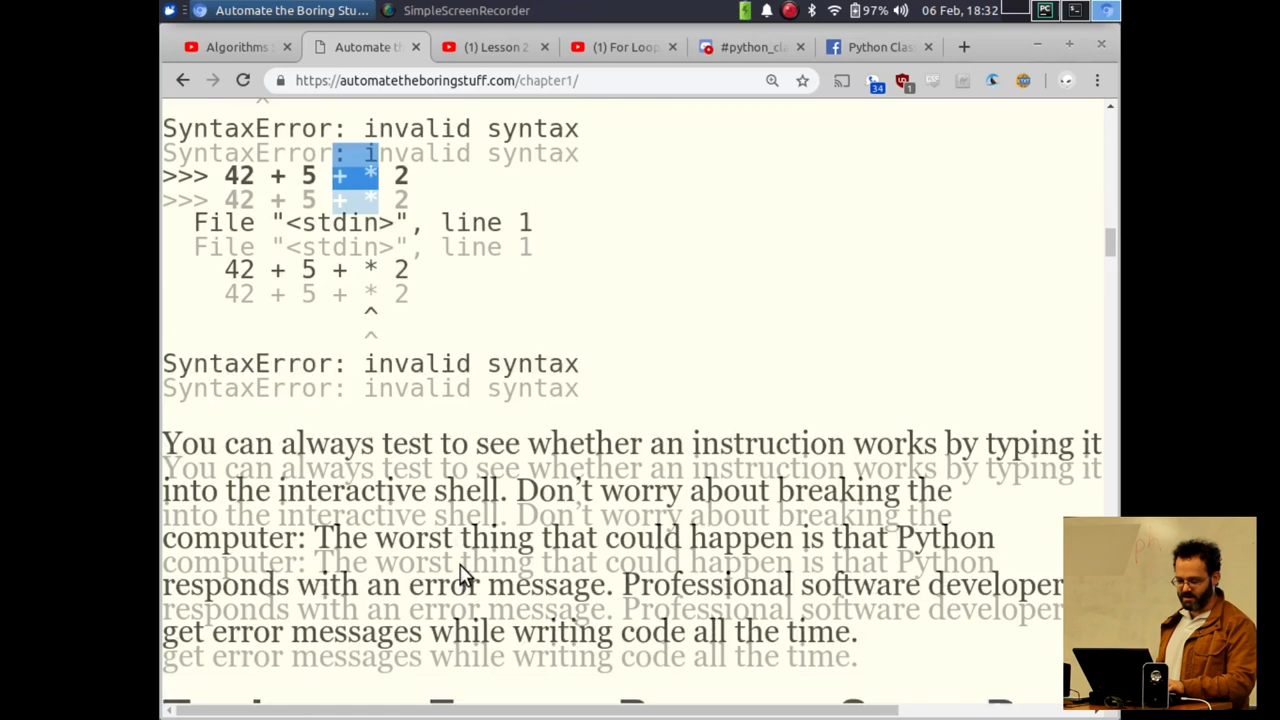 Automate the Boring Stu...
SimpleScreenRecorder
97%
06 Feb, 18:32
Algorithms
Automate th
(1) Lesson 2
(1) For Loop
#python_cla
Python Clas
https://automatetheboringstuff.com/chapter1/
34
1
^
SyntaxError: invalid syntax
SyntaxError: invalid syntax
>>> 42 + 5 + * 2
>>> 42 + 5 + * 2
File "<stdin>", line 1
File "<stdin>", line 1
42 + 5 + * 2
42 + 5 + * 2
^
^
SyntaxError: invalid syntax
SyntaxError: invalid syntax
You can always test to see whether an instruction works by typing it
You can always test to see whether an instruction works by typing it
into the interactive shell. Don’t worry about breaking the
into the interactive shell. Don’t worry about breaking the
computer: The worst thing that could happen is that Python
computer: The worst thing that could happen is that Python
responds with an error message. Professional software developer
responds with an error message. Professional software developer
get error messages while writing code all the time.
get error messages while writing code all the time.